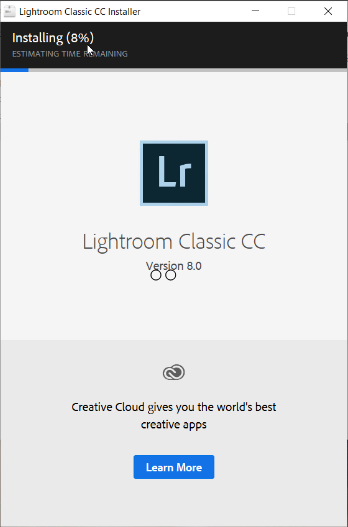 Lightroom Classic CC Installer
Installing (8%)
ESTIMATING TIME REMAINING
Lr
Lightroom Classic CC
Version 8.0
Creative Cloud gives you the world's best
creative apps
Learn More